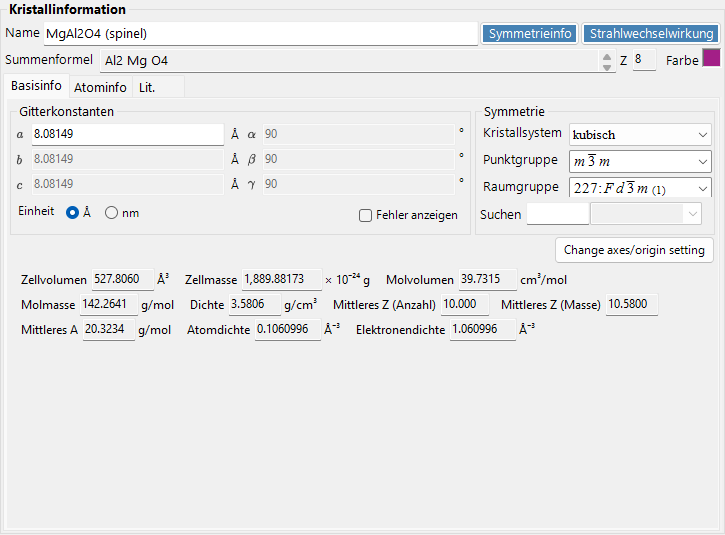 Kristallinformation
Name MgAl2O4 (spinel) Symmetrieinfo Strahlwechselwirkung
Summenformel Al2 Mg O4 Z 8 Farbe
Basisinfo Atominfo Lit.
Gitterkonstanten Symmetrie
a 8.08149 Å α 90 ° Kristallsystem kubisch
b 8.08149 Å β 90 ° Punktgruppe m 3̅ m
c 8.08149 Å γ 90 ° Raumgruppe 227: F d 3̅ m (1)
Einheit Å nm Fehler anzeigen Suchen
Change axes/origin setting
Zellvolumen 527.8060 Å³ Zellmasse 1,889.88173 × 10⁻²⁴ g Molvolumen 39.7315 cm³/mol
Molmasse 142.2641 g/mol Dichte 3.5806 g/cm³ Mittleres Z (Anzahl) 10.000 Mittleres Z (Masse) 10.5800
Mittleres A 20.3234 g/mol Atomdichte 0.1060996 Å⁻³ Elektronendichte 1.060996 Å⁻³